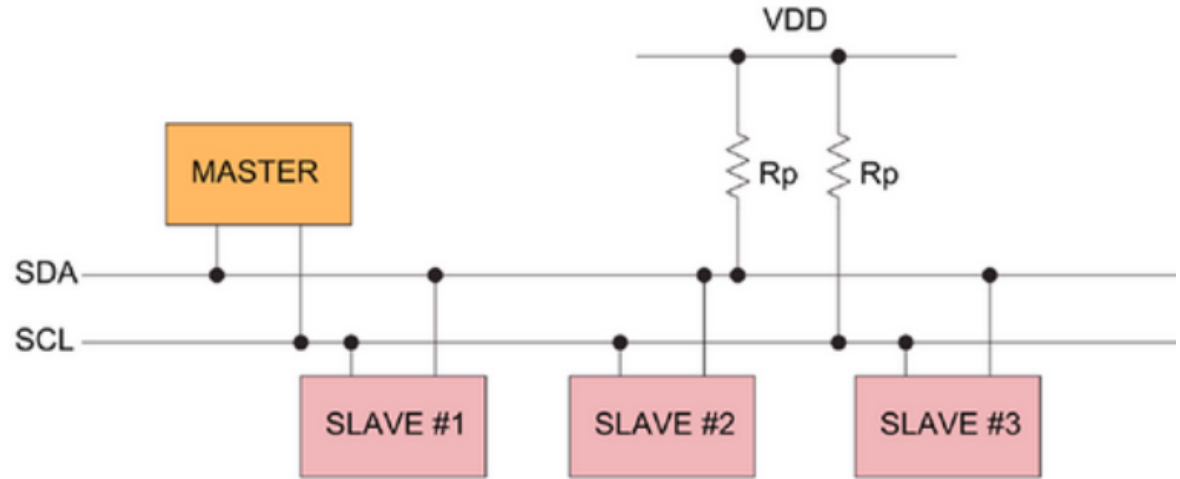 VDD
MASTER
Rp
Rp
SDA
SCL
SLAVE #1
SLAVE #2
SLAVE #3